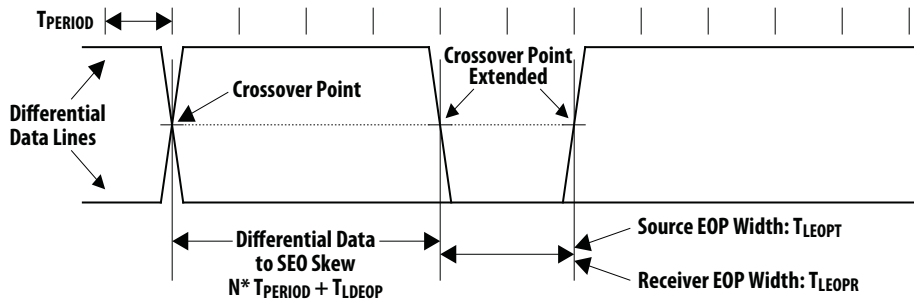 TPERIOD
Crossover Point
Extended
Crossover Point
Differential
Data Lines
Differential Data
to SEO Skew
N* TPERIOD + TLDEOP
Source EOP Width: TLEOPT
Receiver EOP Width: TLEOPR